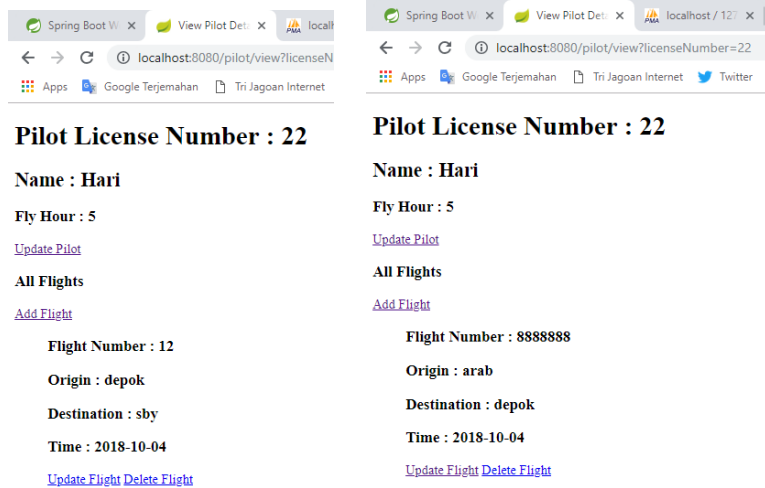 Spring Boot W
View Pilot Deta
localh
localhost:8080/pilot/view?licenseN
Apps
Google Terjemahan
Tri Jagoan Internet
Pilot License Number : 22
Name : Hari
Fly Hour : 5
Update Pilot
All Flights
Add Flight
Flight Number : 12
Origin : depok
Destination : sby
Time : 2018-10-04
Update Flight Delete Flight
Spring Boot W
View Pilot Deta
PMA
localhost / 127
localhost:8080/pilot/view?licenseNumber=22
Apps
Google Terjemahan
Tri Jagoan Internet
Twitter
Pilot License Number : 22
Name : Hari
Fly Hour : 5
Update Pilot
All Flights
Add Flight
Flight Number : 8888888
Origin : arab
Destination : depok
Time : 2018-10-04
Update Flight Delete Flight